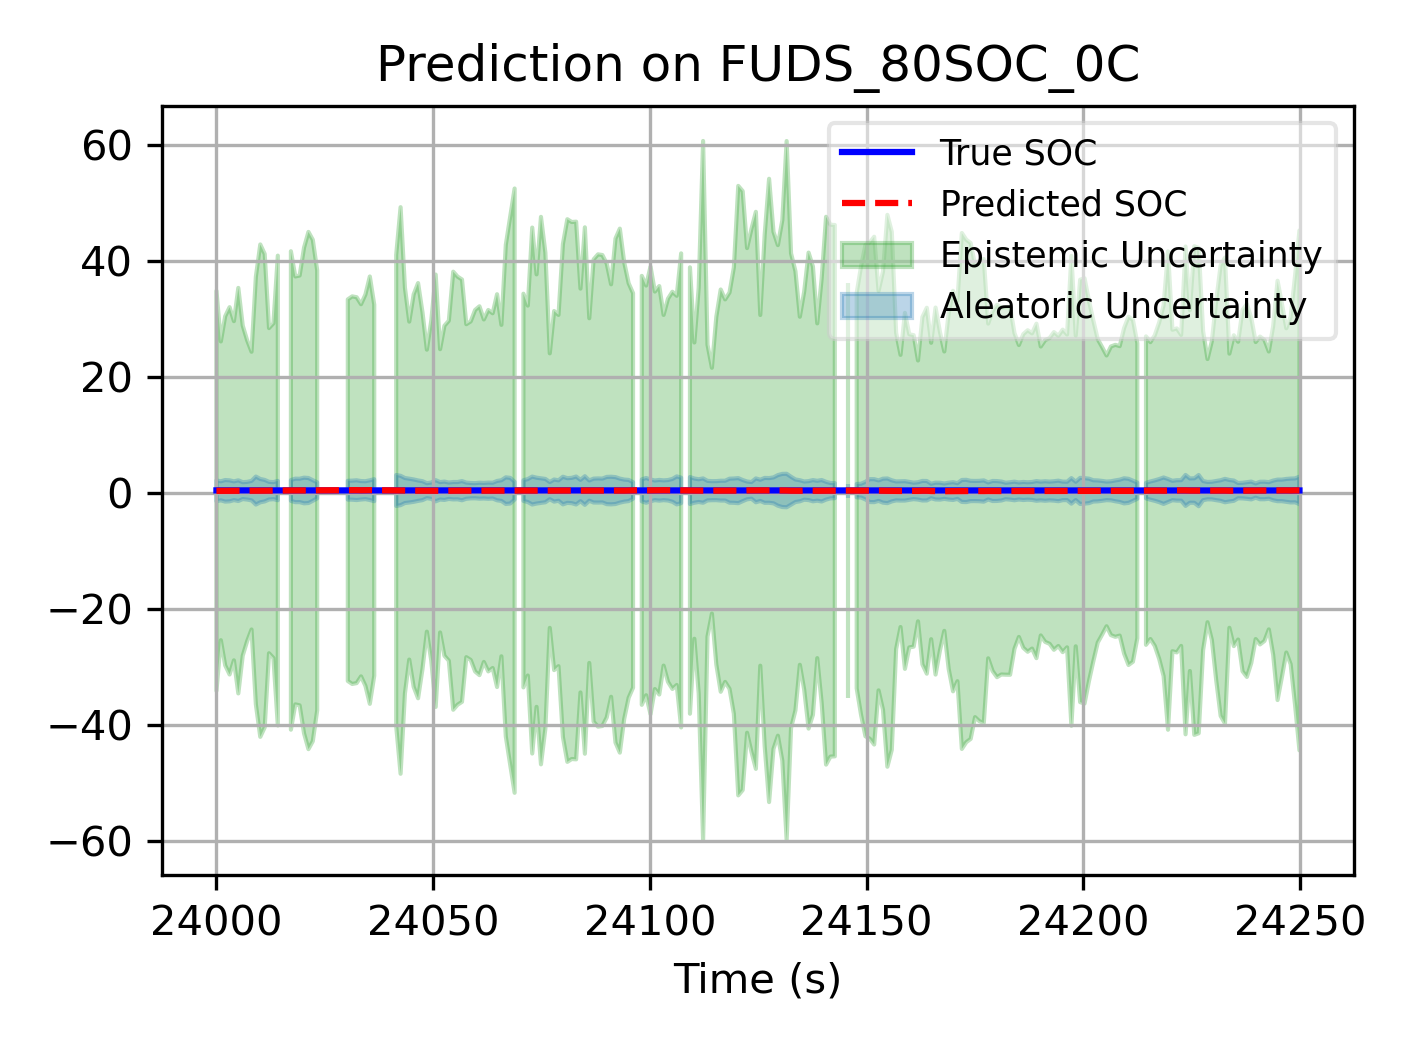 Prediction on FUDS_80SOC_0C
True SOC
Predicted SOC
Epistemic Uncertainty
Aleatoric Uncertainty
60
40
20
0
−20
−40
−60
24000 24050 24100 24150 24200 24250
Time (s)